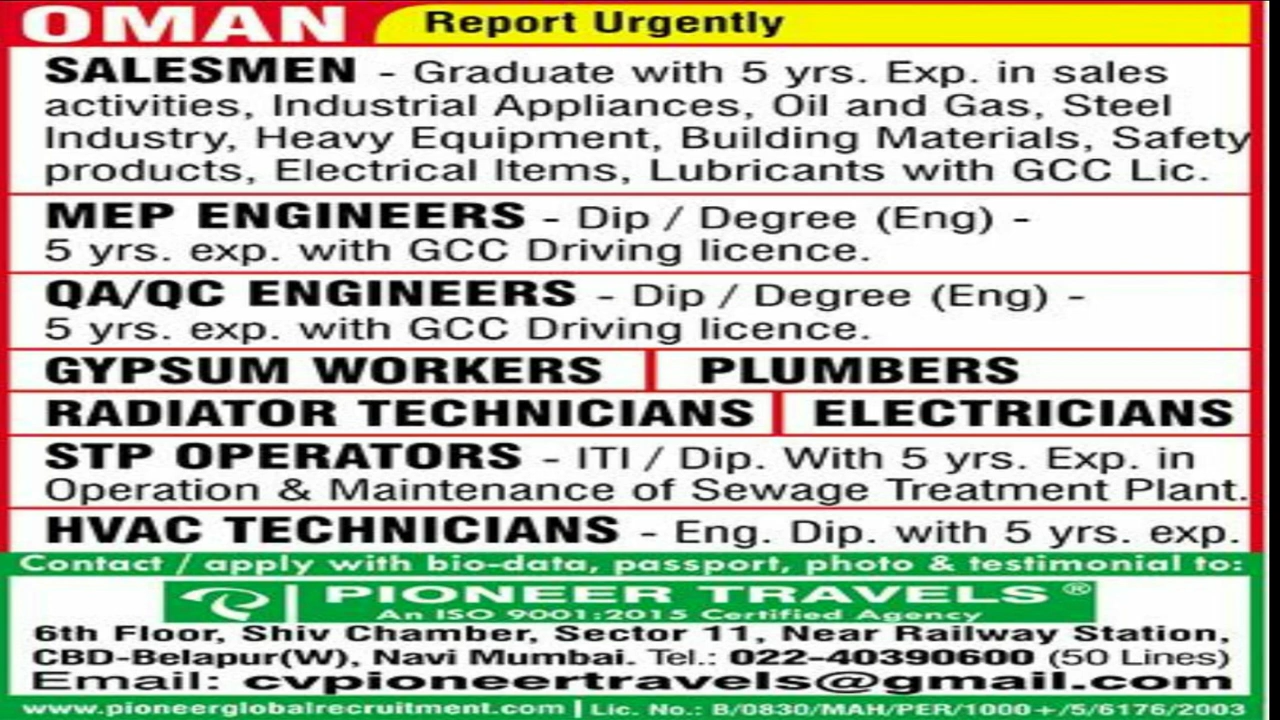 OMAN Report Urgently
SALESMEN - Graduate with 5 yrs. Exp. in sales
activities, Industrial Appliances, Oil and Gas, Steel
Industry, Heavy Equipment, Building Materials, Safety
products, Electrical Items, Lubricants with GCC Lic.
MEP ENGINEERS - Dip / Degree (Eng) -
5 yrs. exp. with GCC Driving licence.
QA/QC ENGINEERS - Dip / Degree (Eng) -
5 yrs. exp. with GCC Driving licence.
GYPSUM WORKERS PLUMBERS
RADIATOR TECHNICIANS ELECTRICIANS
STP OPERATORS - ITI / Dip. With 5 yrs. Exp. in
Operation & Maintenance of Sewage Treatment Plant.
HVAC TECHNICIANS - Eng. Dip. with 5 yrs. exp.
Contact / apply with bio-data, passport, photo & testimonial to:
PIONEER TRAVELS ®
An ISO 9001:2015 Certified Agency
6th Floor, Shiv Chamber, Sector 11, Near Railway Station,
CBD-Belapur(W), Navi Mumbai. Tel.: 022-40390600 (50 Lines)
Email: cvpioneertravels@gmail.com
www.pioneerglobalrecruitment.com | Lic. No.: B/0830/MAH/PER/1000+/5/6176/2003